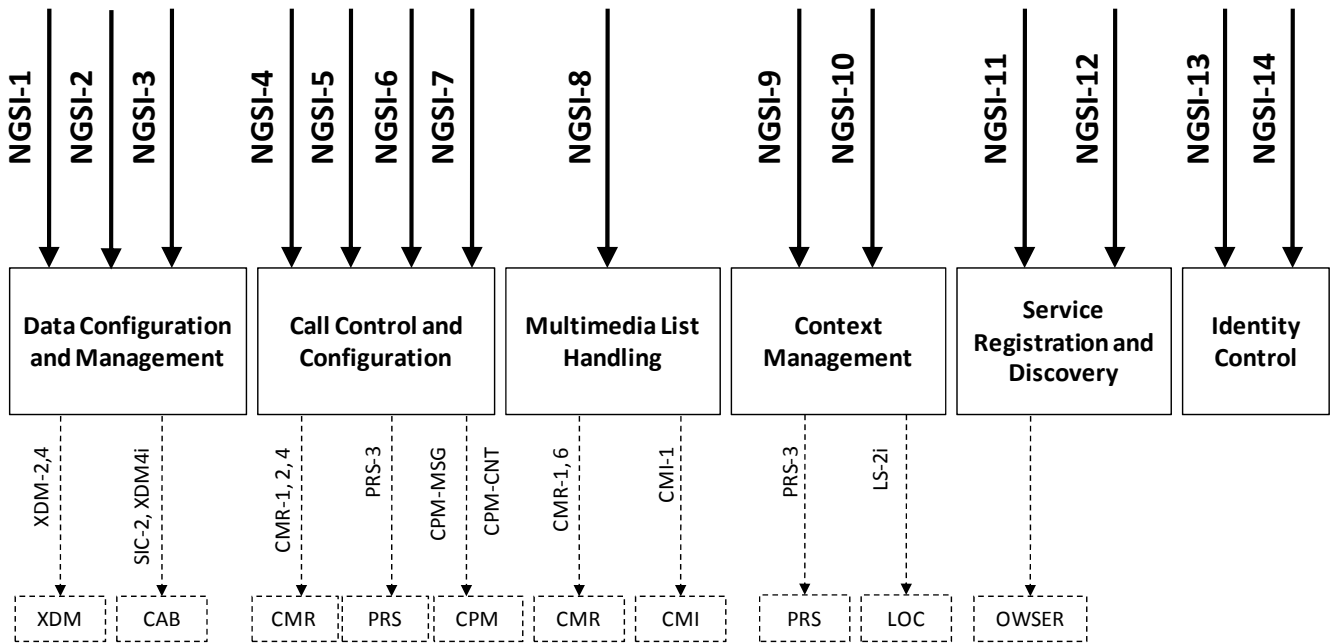 NGSI-1
NGSI-2
NGSI-3
NGSI-4
NGSI-5
NGSI-6
NGSI-7
NGSI-8
NGSI-9
NGSI-10
NGSI-11
NGSI-12
NGSI-13
NGSI-14
Data Configuration
and Management
Call Control and
Configuration
Multimedia List
Handling
Context
Management
Service
Registration and
Discovery
Identity
Control
XDM-2,4
SIC-2, XDM4i
CMR-1, 2, 4
PRS-3
CPM-MSG
CPM-CNT
CMR-1, 6
CMI-1
PRS-3
LS-2i
XDM
CAB
CMR
PRS
CPM
CMR
CMI
PRS
LOC
OWSER